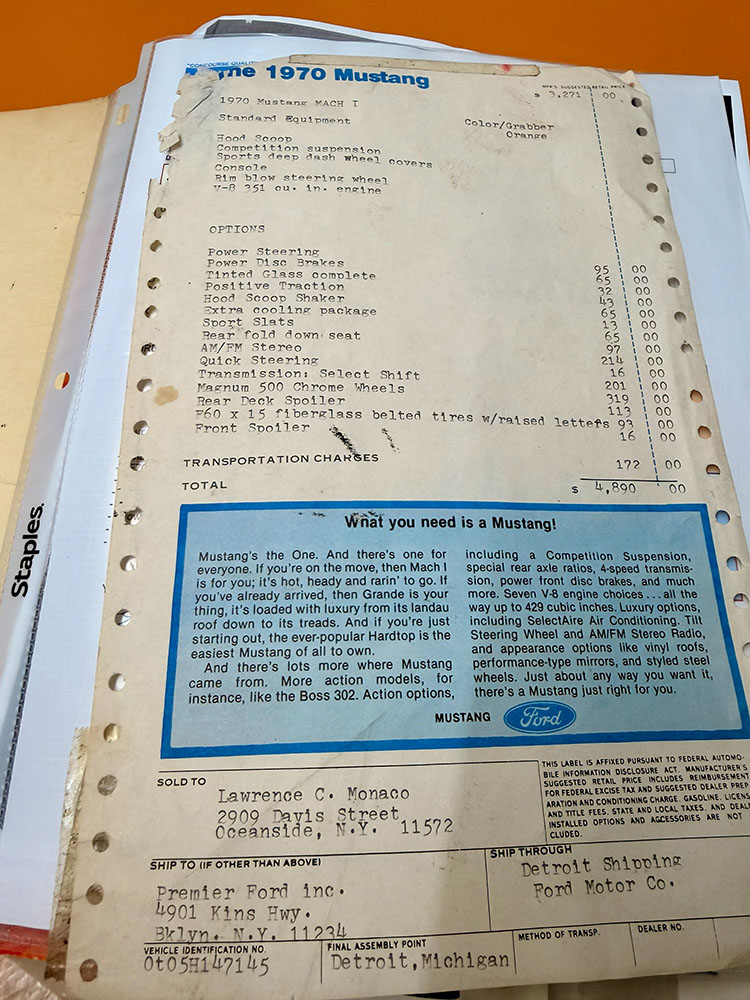 "CONCOURSE QUALI
The 1970 Mustang
MFR'S SUGGESTED RETAIL PRICE
$ 3,271 00
1970 Mustang MACH I
Standard Equipment
Color/Grabber
Orange
Hood Scoop
Competition suspension
Sports deep dash wheel covers
Console
Rim blow steering wheel
V-8 351 cu. in. engine
OPTIONS
Power Steering 95 00
Power Disc Brakes 65 00
Tinted Glass complete 32 00
Positive Traction 43 00
Hood Scoop Shaker 65 00
Extra cooling package 13 00
Sport Slats 65 00
Rear fold down seat 97 00
AM/FM Stereo 214 00
Quick Steering 16 00
Transmission: Select Shift 201 00
Magnum 500 Chrome Wheels 319 00
Rear Deck Spoiler 113 00
F60 x 15 fiberglass belted tires w/raised letters 93 00
Front Spoiler 16 00
TRANSPORTATION CHARGES 172 00
TOTAL $ 4,890 00
What you need is a Mustang!
Mustang's the One. And there's one for
everyone. If you're on the move, then Mach I
is for you; it's hot, heady and rarin' to go. If
you've already arrived, then Grande is your
thing, it's loaded with luxury from its landau
roof down to its treads. And if you're just
starting out, the ever-popular Hardtop is the
easiest Mustang of all to own.
And there's lots more where Mustang
came from. More action models, for
instance, like the Boss 302. Action options,
including a Competition Suspension,
special rear axle ratios, 4-speed transmis-
sion, power front disc brakes, and much
more. Seven V-8 engine choices...all the
way up to 429 cubic inches. Luxury options,
including SelectAire Air Conditioning. Tilt
Steering Wheel and AM/FM Stereo Radio,
and appearance options like vinyl roofs,
performance-type mirrors, and styled steel
wheels. Just about any way you want it,
there's a Mustang just right for you.
MUSTANG Ford
SOLD TO
Lawrence C. Monaco
2909 Davis Street
Oceanside, N.Y. 11572
THIS LABEL IS AFFIXED PURSUANT TO FEDERAL AUTOMO-
BILE INFORMATION DISCLOSURE ACT. MANUFACTURER'S
SUGGESTED RETAIL PRICE INCLUDES REIMBURSEMENT
FOR FEDERAL EXCISE TAX AND SUGGESTED DEALER PREP
ARATION AND CONDITIONING CHARGE. GASOLINE, LICENS
AND TITLE FEES, STATE AND LOCAL TAXES, AND DEAL
INSTALLED OPTIONS AND ACCESSORIES ARE NOT
CLUDED.
SHIP TO (IF OTHER THAN ABOVE)
Premier Ford inc.
4901 Kins Hwy.
Bklyn. N.Y. 11234
SHIP THROUGH
Detroit Shipping
Ford Motor Co.
VEHICLE IDENTIFICATION NO.
0t05H147145
FINAL ASSEMBLY POINT
Detroit,Michigan
METHOD OF TRANSP.
DEALER NO.
Staples.